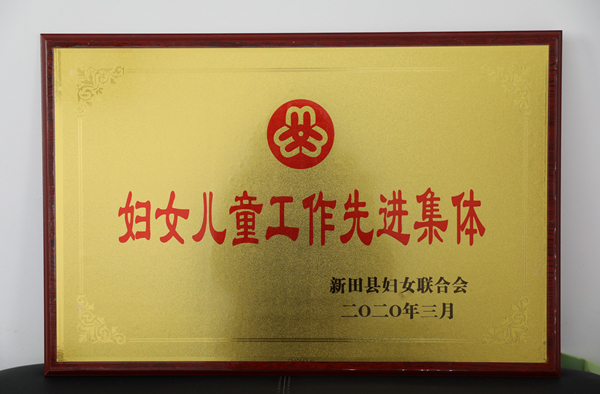 妇女儿童工作先进集体
新田县妇女联合会
二〇二〇年三月